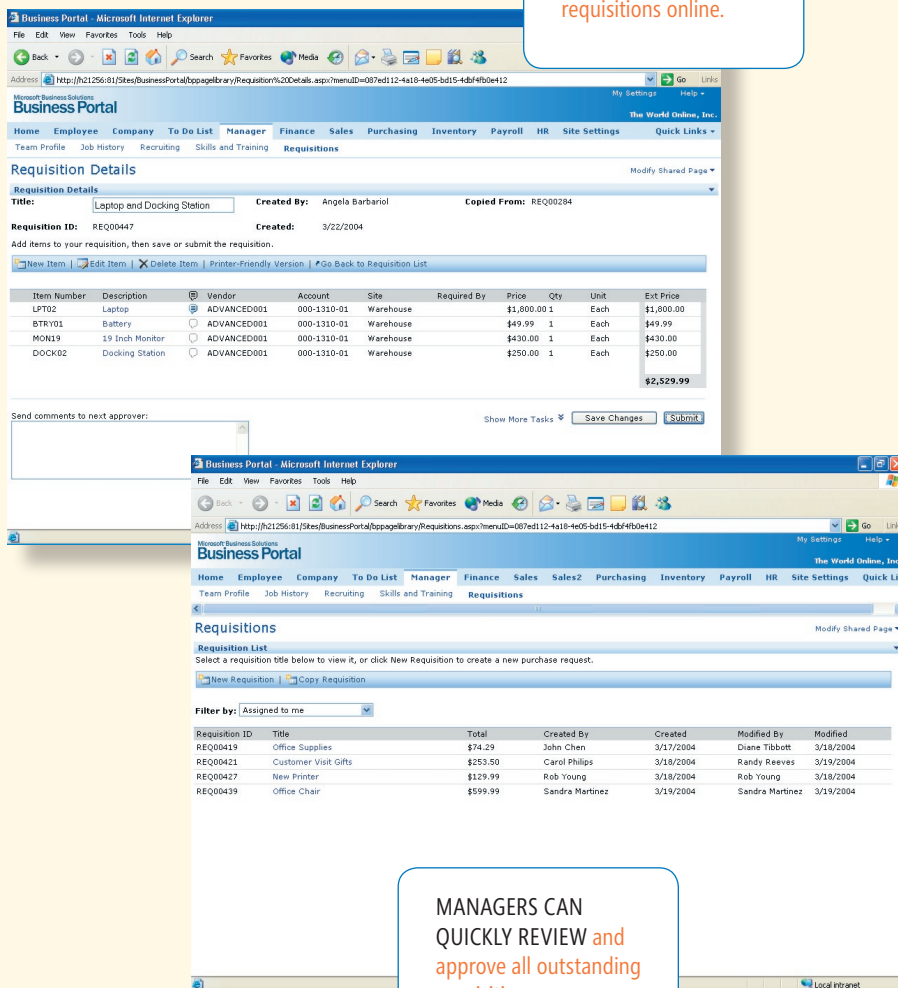 requisitions online.
Business Portal - Microsoft Internet Explorer
File Edit View Favorites Tools Help
Back Search Favorites Media
Address http://h21256:81/Sites/BusinessPortal/bppagelibrary/Requisition%20Details.aspx?menuID=087ed112-4a18-4e05-bd15-4dbf4fb0e412 Go Links
Microsoft Business Solutions My Settings Help
Business Portal
The World Online, Inc.
Home Employee Company To Do List Manager Finance Sales Purchasing Inventory Payroll HR Site Settings Quick Links
Team Profile Job History Recruiting Skills and Training Requisitions
Requisition Details Modify Shared Page
Requisition Details
Title: Laptop and Docking Station Created By: Angela Barbariol Copied From: REQ00284
Requisition ID: REQ00447 Created: 3/22/2004
Add items to your requisition, then save or submit the requisition.
New Item | Edit Item | Delete Item | Printer-Friendly Version | Go Back to Requisition List
Item Number Description Vendor Account Site Required By Price Qty Unit Ext Price
LPT02 Laptop ADVANCED001 000-1310-01 Warehouse $1,800.00 1 Each $1,800.00
BTRY01 Battery ADVANCED001 000-1310-01 Warehouse $49.99 1 Each $49.99
MON19 19 Inch Monitor ADVANCED001 000-1310-01 Warehouse $430.00 1 Each $430.00
DOCK02 Docking Station ADVANCED001 000-1310-01 Warehouse $250.00 1 Each $250.00
$2,529.99
Send comments to next approver: Show More Tasks Save Changes Submit
Business Portal - Microsoft Internet Explorer
File Edit View Favorites Tools Help
Back Search Favorites Media
Address http://h21256:81/Sites/BusinessPortal/bppagelibrary/Requisitions.aspx?menuID=087ed112-4a18-4e05-bd15-4dbf4fb0e412 Go
Microsoft Business Solutions My Settings Help
Business Portal
The World Online,
Home Employee Company To Do List Manager Finance Sales Sales2 Purchasing Inventory Payroll HR Site Settings Quick
Team Profile Job History Recruiting Skills and Training Requisitions
Requisitions Modify Shared Page
Requisition List
Select a requisition title below to view it, or click New Requisition to create a new purchase request.
New Requisition | Copy Requisition
Filter by: Assigned to me
Requisition ID Title Total Created By Created Modified By Modified
REQ00419 Office Supplies $74.29 John Chen 3/17/2004 Diane Tibbott 3/18/2004
REQ00421 Customer Visit Gifts $253.50 Carol Philips 3/18/2004 Randy Reeves 3/19/2004
REQ00427 New Printer $129.99 Rob Young 3/18/2004 Rob Young 3/18/2004
REQ00439 Office Chair $599.99 Sandra Martinez 3/19/2004 Sandra Martinez 3/19/2004
MANAGERS CAN
QUICKLY REVIEW and
approve all outstanding
Local intranet